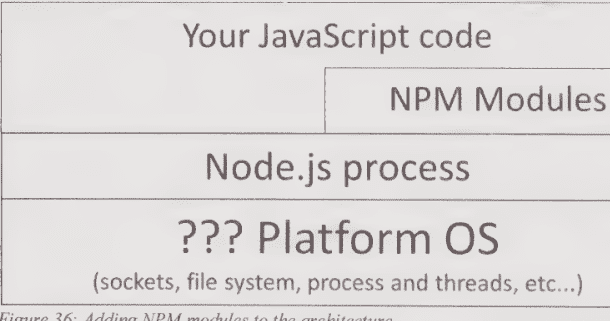 Your JavaScript code
NPM Modules
Node.js process
??? Platform OS
(sockets, file system, process and threads, etc...)
Figure 36: Adding NPM modules to the architecture